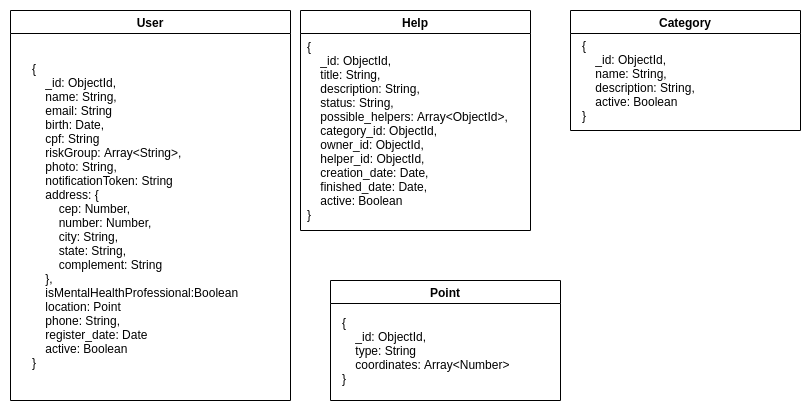 User
{
_id: ObjectId,
name: String,
email: String
birth: Date,
cpf: String
riskGroup: Array<String>,
photo: String,
notificationToken: String
address: {
cep: Number,
number: Number,
city: String,
state: String,
complement: String
},
isMentalHealthProfessional:Boolean
location: Point
phone: String,
register_date: Date
active: Boolean
}
Help
{
_id: ObjectId,
title: String,
description: String,
status: String,
possible_helpers: Array<ObjectId>,
category_id: ObjectId,
owner_id: ObjectId,
helper_id: ObjectId,
creation_date: Date,
finished_date: Date,
active: Boolean
}
Category
{
_id: ObjectId,
name: String,
description: String,
active: Boolean
}
Point
{
_id: ObjectId,
type: String
coordinates: Array<Number>
}